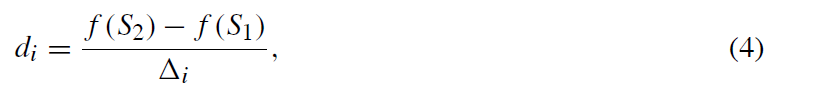 d_i = \frac{f(S_2) - f(S_1)}{\Delta_i}, (4)